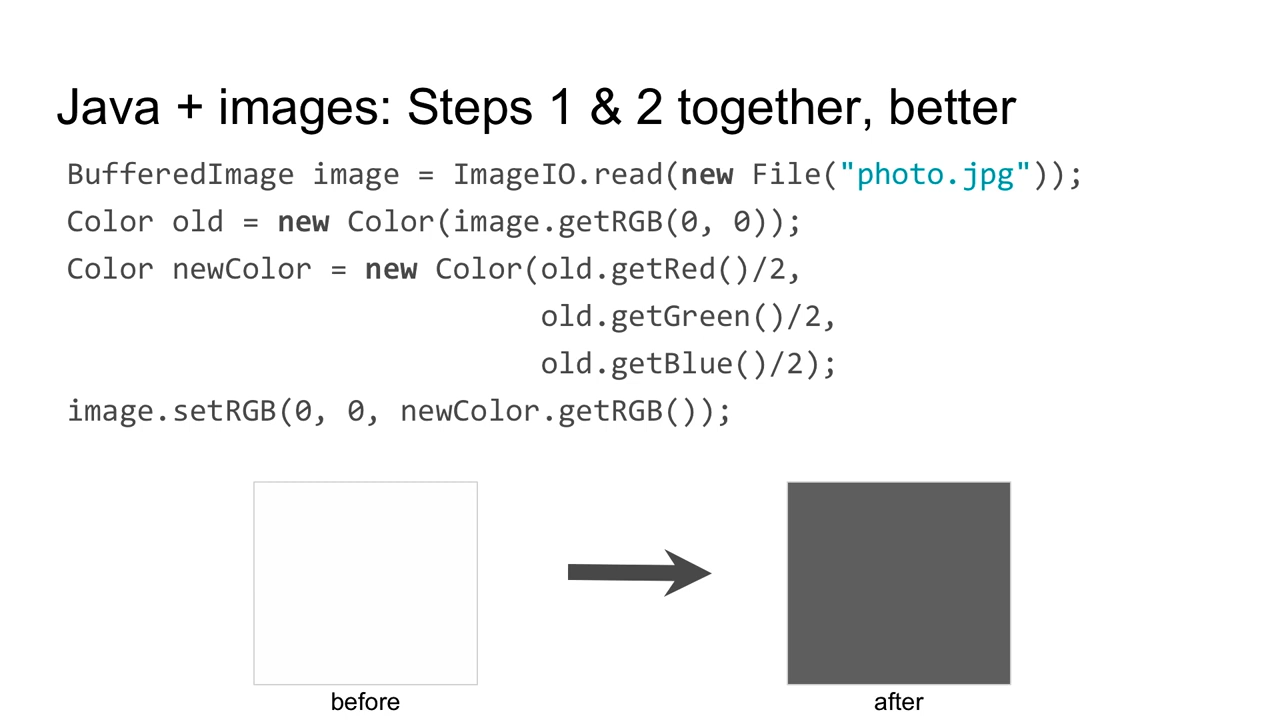 Java + images: Steps 1 & 2 together, better
BufferedImage image = ImageIO.read(new File("photo.jpg"));
Color old = new Color(image.getRGB(0, 0));
Color newColor = new Color(old.getRed()/2,
old.getGreen()/2,
old.getBlue()/2);
image.setRGB(0, 0, newColor.getRGB());
before
after